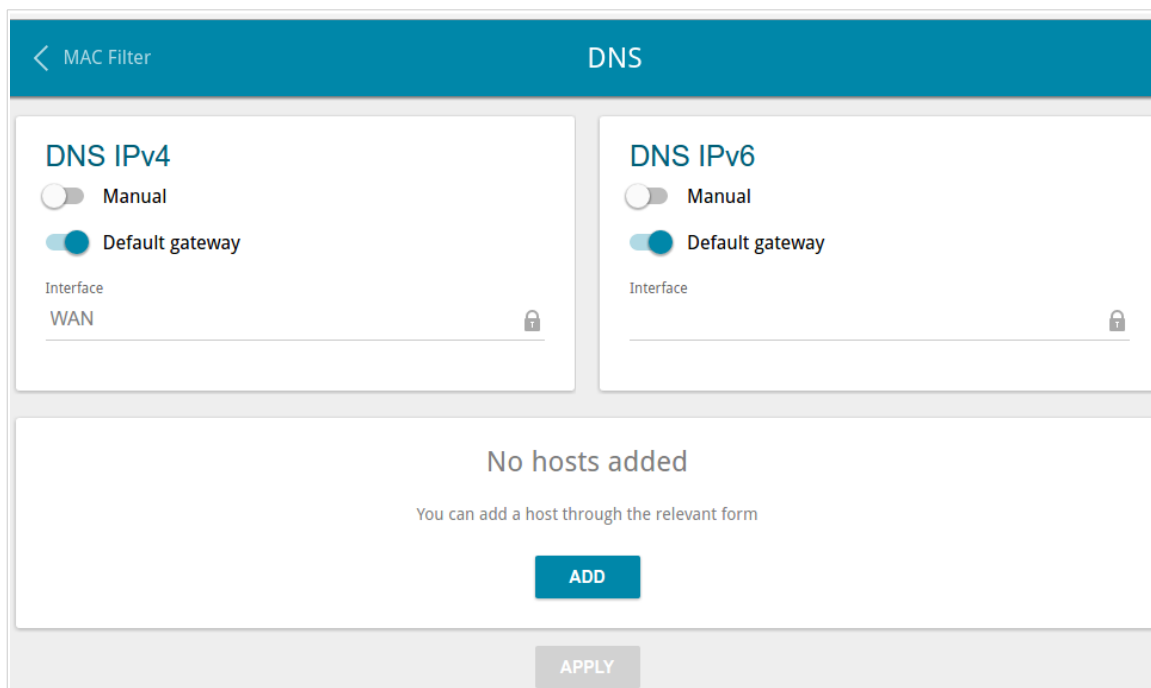 MAC Filter
DNS
DNS IPv4
Manual
Default gateway
Interface
WAN
DNS IPv6
Manual
Default gateway
Interface
No hosts added
You can add a host through the relevant form
ADD
APPLY